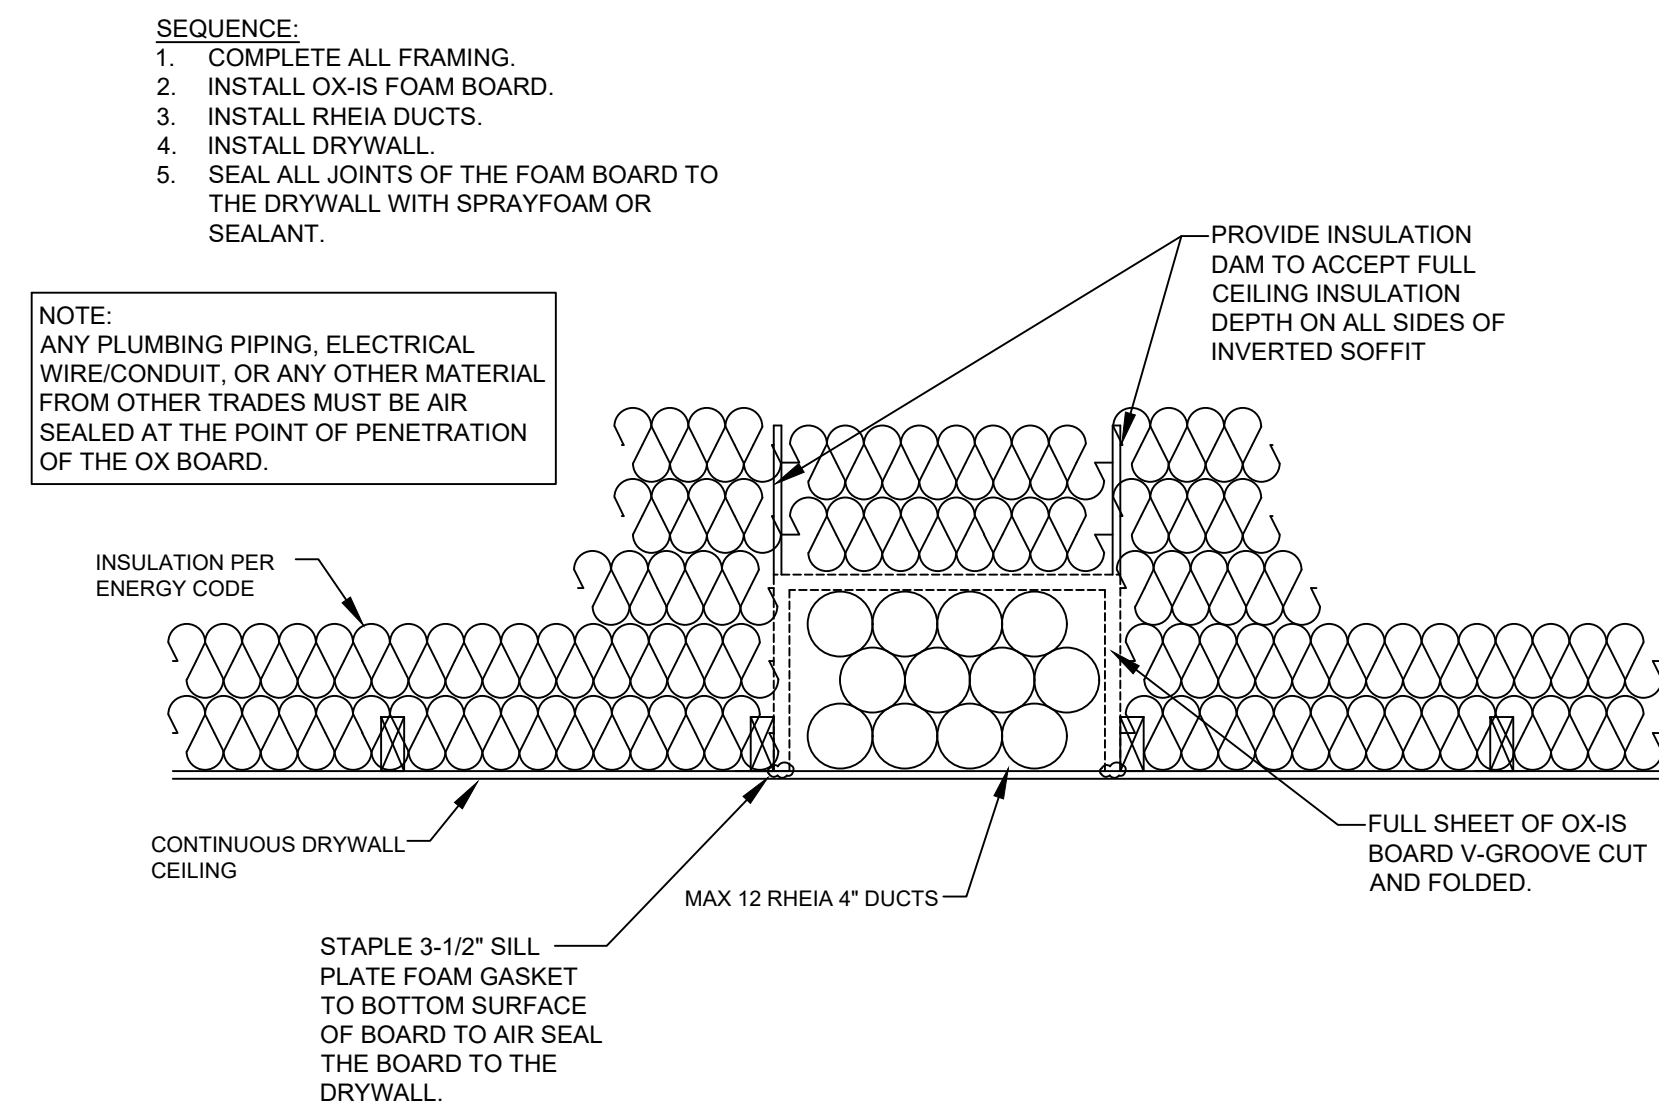 SEQUENCE:
1. COMPLETE ALL FRAMING.
2. INSTALL OX-IS FOAM BOARD.
3. INSTALL RHEIA DUCTS.
4. INSTALL DRYWALL.
5. SEAL ALL JOINTS OF THE FOAM BOARD TO
THE DRYWALL WITH SPRAYFOAM OR
SEALANT.
PROVIDE INSULATION
DAM TO ACCEPT FULL
CEILING INSULATION
DEPTH ON ALL SIDES OF
INVERTED SOFFIT
NOTE:
ANY PLUMBING PIPING, ELECTRICAL
WIRE/CONDUIT, OR ANY OTHER MATERIAL
FROM OTHER TRADES MUST BE AIR
SEALED AT THE POINT OF PENETRATION
OF THE OX BOARD.
INSULATION PER
ENERGY CODE
CONTINUOUS DRYWALL
CEILING
MAX 12 RHEIA 4" DUCTS
FULL SHEET OF OX-IS
BOARD V-GROOVE CUT
AND FOLDED.
STAPLE 3-1/2" SILL
PLATE FOAM GASKET
TO BOTTOM SURFACE
OF BOARD TO AIR SEAL
THE BOARD TO THE
DRYWALL.